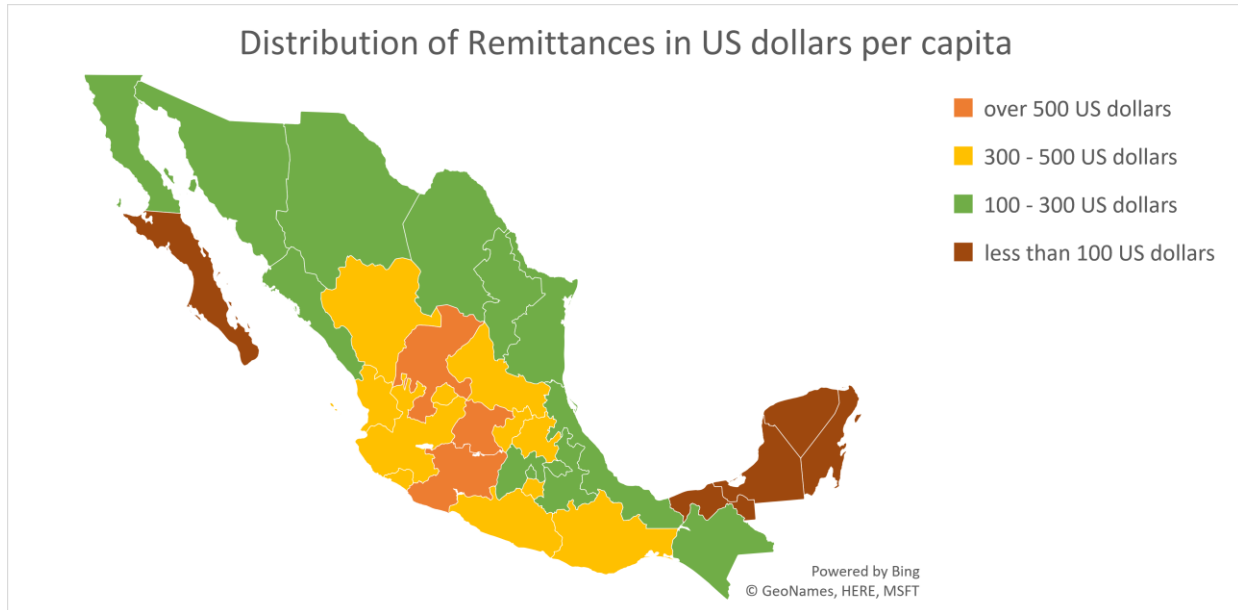 Distribution of Remittances in US dollars per capita
over 500 US dollars
300 - 500 US dollars
100 - 300 US dollars
less than 100 US dollars
Powered by Bing
© GeoNames, HERE, MSFT